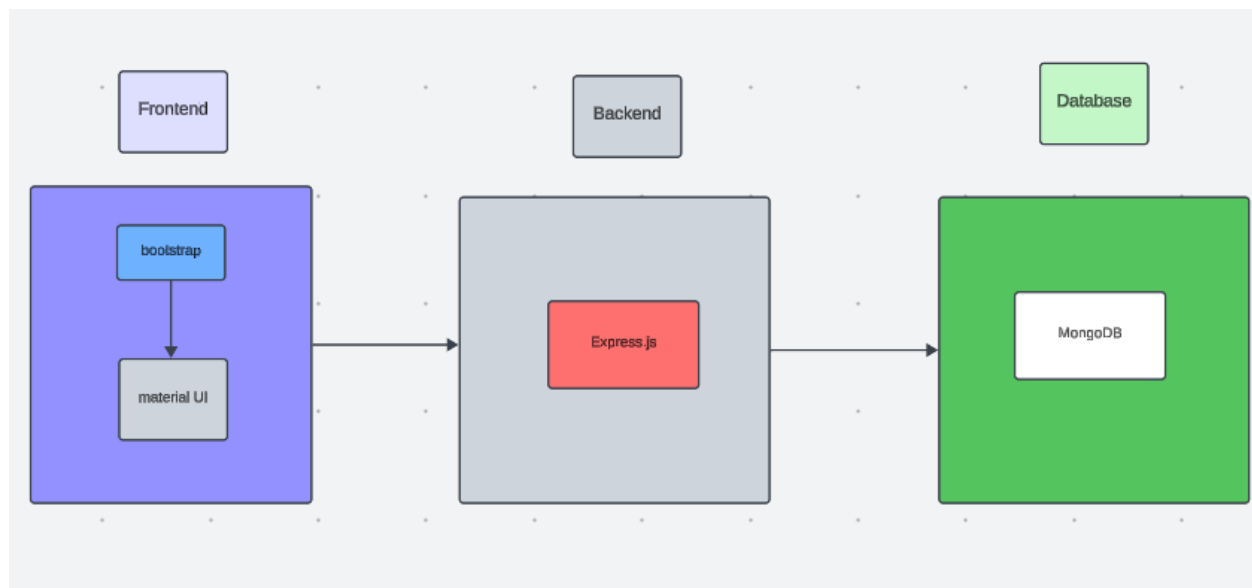 Frontend
Backend
Database
bootstrap
material UI
Express.js
MongoDB